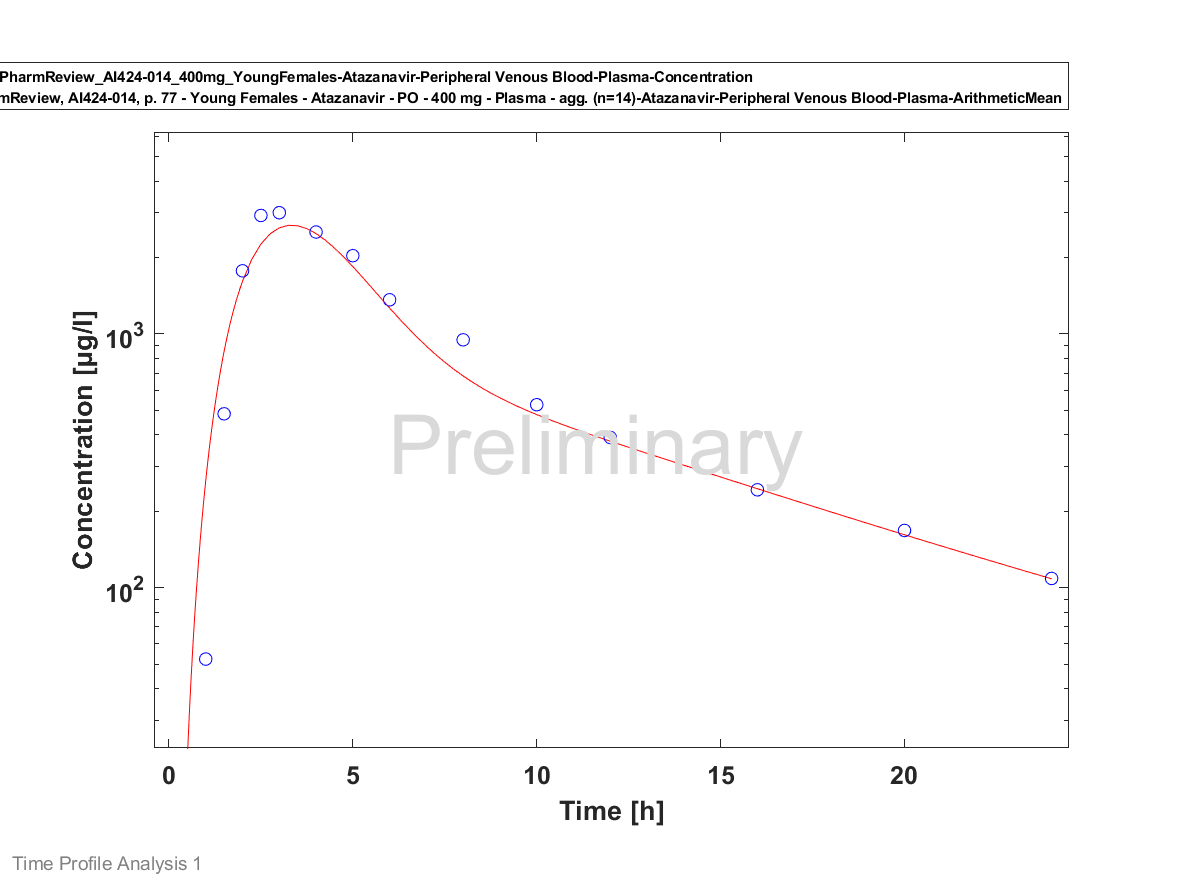 PharmReview_AI424-014_400mg_YoungFemales-Atazanavir-Peripheral Venous Blood-Plasma-Concentration
mReview, AI424-014, p. 77 - Young Females - Atazanavir - PO - 400 mg - Plasma - agg. (n=14)-Atazanavir-Peripheral Venous Blood-Plasma-ArithmeticMean
Concentration [µg/l]
10³
10²
Preliminary
0 5 10 15 20
Time [h]
Time Profile Analysis 1